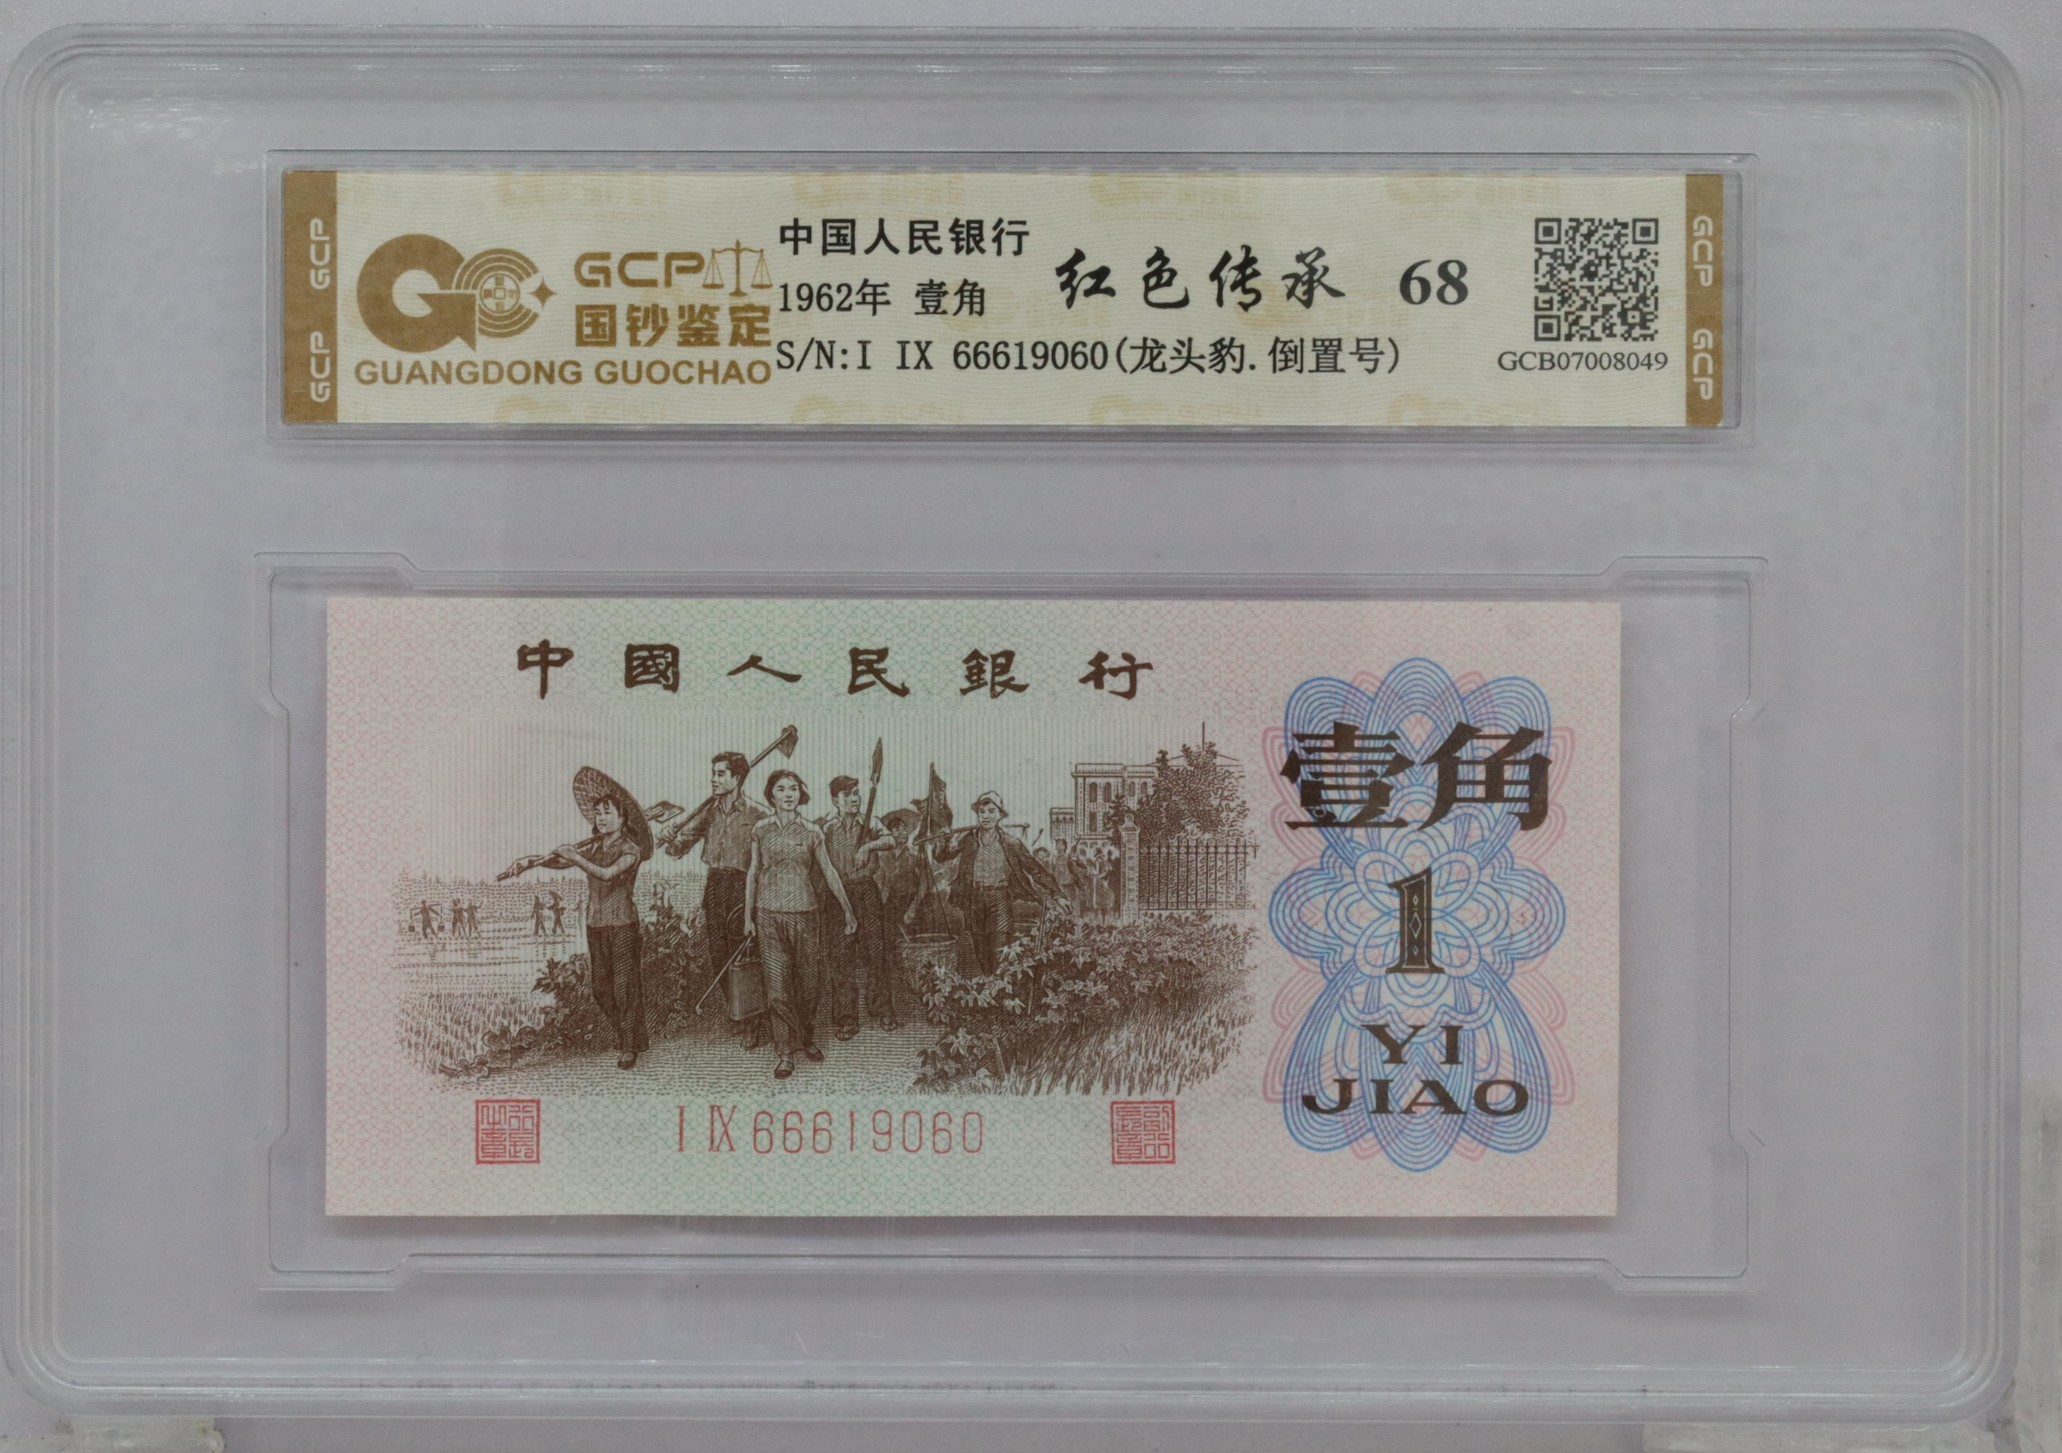 GCP
GCP
GCP
国钞鉴定
GUANGDONG GUOCHAO
中国人民银行
1962年 壹角
S/N:I IX 66619060(龙头豹.倒置号)
红色传承 68
GCB07008049
GCP
GCP
中國人民銀行
壹角
1
YI
JIAO
I IX 66619060